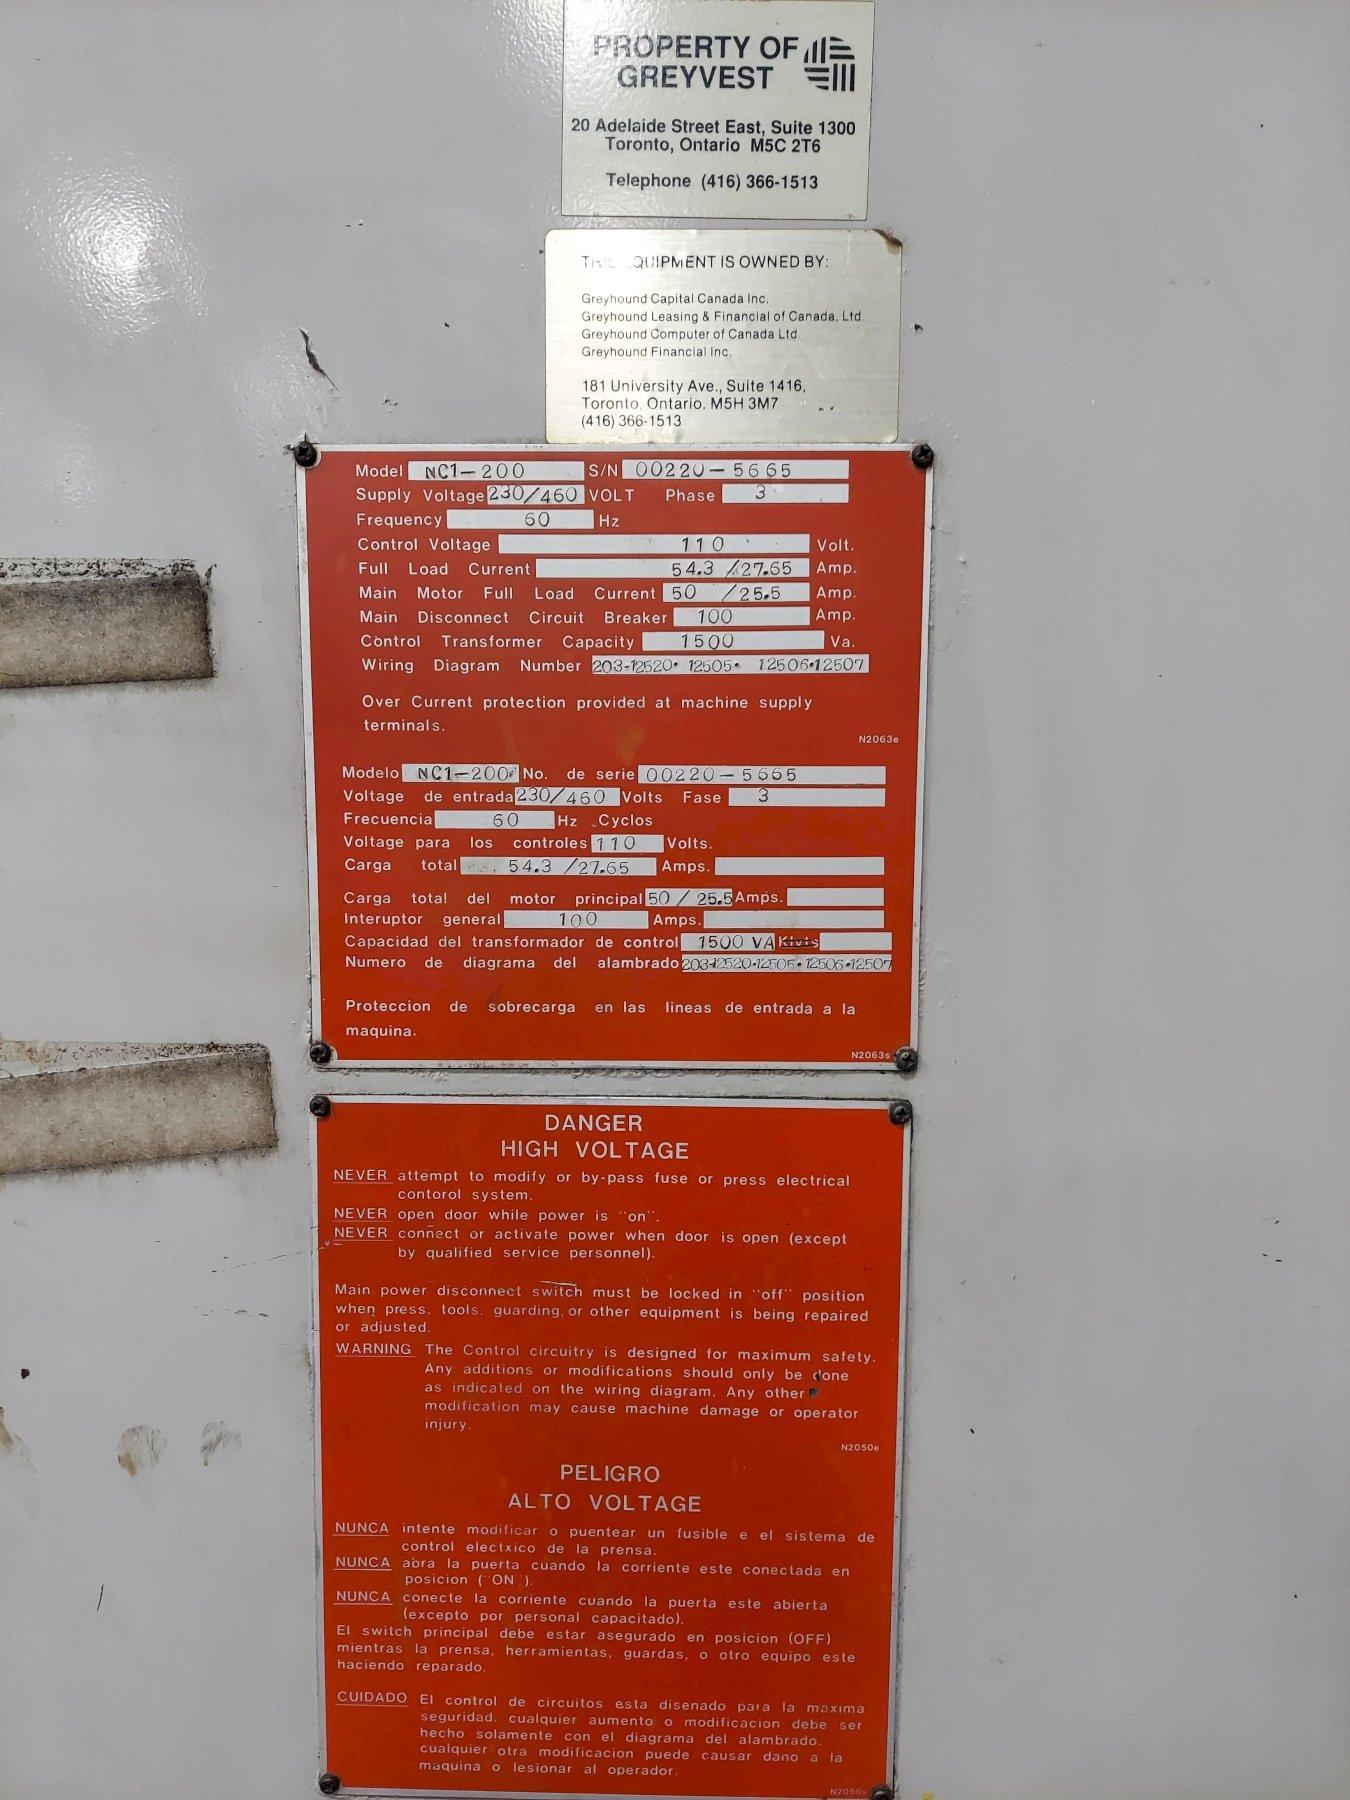 PROPERTY OF
GREYVEST
20 Adelaide Street East, Suite 1300
Toronto, Ontario M5C 2T6
Telephone (416) 366-1513
THIS EQUIPMENT IS OWNED BY:
Greyhound Capital Canada Inc.
Greyhound Leasing & Financial of Canada, Ltd.
Greyhound Computer of Canada Ltd.
Greyhound Financial Inc.
181 University Ave., Suite 1416,
Toronto, Ontario. M5H 3M7
(416) 366-1513
Model NC1-200 S/N 00220-5665
Supply Voltage 230/460 VOLT Phase 3
Frequency 60 Hz
Control Voltage 110 Volt.
Full Load Current 54.3 /27.65 Amp.
Main Motor Full Load Current 50 /25.5 Amp.
Main Disconnect Circuit Breaker 100 Amp.
Control Transformer Capacity 1500 Va.
Wiring Diagram Number 203-12520• 12505• 12506•12507
Over Current protection provided at machine supply
terminals.
N2063e
Modelo NC1-200 No. de serie 00220-5665
Voltage de entrada 230/460 Volts Fase 3
Frecuencia 60 Hz Cyclos
Voltage para los controles 110 Volts.
Carga total 54.3 /27.65 Amps.
Carga total del motor principal 50 / 25.5 Amps.
Interuptor general 100 Amps.
Capacidad del transformador de control 1500 VA
Numero de diagrama del alambrado 203-12520•12505•12506•12507
Proteccion de sobrecarga en las lineas de entrada a la
maquina.
N2063s
DANGER
HIGH VOLTAGE
NEVER attempt to modify or by-pass fuse or press electrical
contorol system.
NEVER open door while power is "on".
NEVER connect or activate power when door is open (except
by qualified service personnel).
Main power disconnect switch must be locked in "off" position
when press, tools, guarding, or other equipment is being repaired
or adjusted.
WARNING The Control circuitry is designed for maximum safety.
Any additions or modifications should only be done
as indicated on the wiring diagram. Any other
modification may cause machine damage or operator
injury.
N2050e
PELIGRO
ALTO VOLTAGE
NUNCA intente modificar o puentear un fusible e el sistema de
control electxico de la prensa.
NUNCA abra la puerta cuando la corriente este conectada en
posicion ("ON").
NUNCA conecte la corriente cuando la puerta este abierta
(excepto por personal capacitado).
El switch principal debe estar asegurado en posicion (OFF)
mientras la prensa, herramientas, guardas, o otro equipo este
haciendo reparado.
CUIDADO El control de circuitos esta disenado para la maxima
seguridad. cualquier aumento o modificacion debe ser
hecho solamente con el diagrama del alambrado.
cualquier otra modificacion puede causar dano a la
maquina o lesionar al operador.